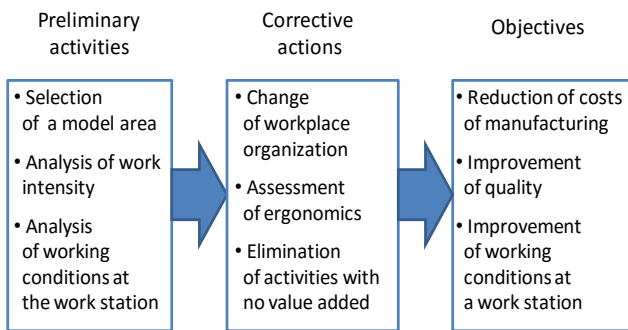 Preliminary
activities
• Selection
of a model area
• Analysis of work
intensity
• Analysis
of working
conditions at
the work station
Corrective
actions
• Change
of workplace
organization
• Assessment
of ergonomics
• Elimination
of activities with
no value added
Objectives
• Reduction of costs
of manufacturing
• Improvement
of quality
• Improvement
of working
conditions at
a work station